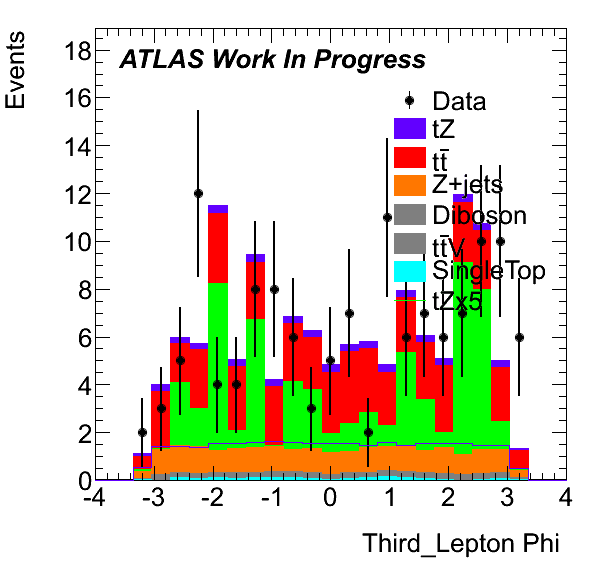 Events
ATLAS Work In Progress
Data
tZ
tt̄
Z+jets
Diboson
tt̄V
SingleTop
tZx5
18
16
14
12
10
8
6
4
2
0
-4 -3 -2 -1 0 1 2 3 4
Third_Lepton Phi